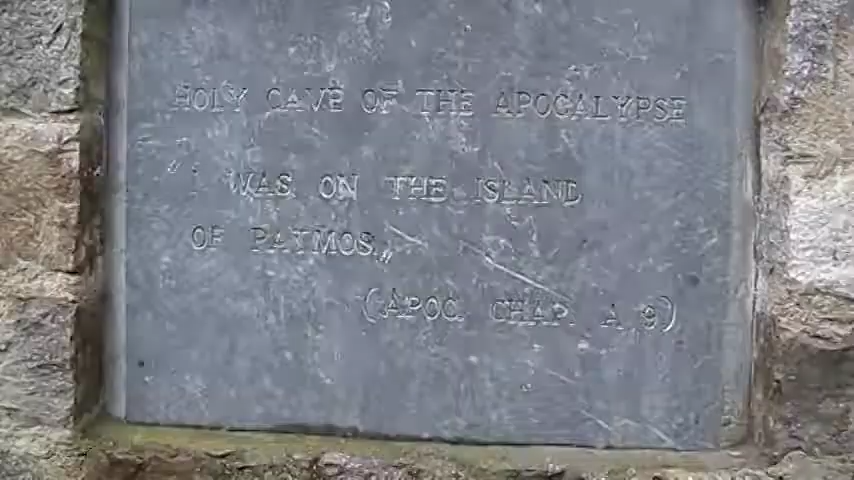 HOLY CAVE OF THE APOCALYPSE
" I WAS ON THE ISLAND
OF PATMOS„
(APOC. CHAP. A 9)